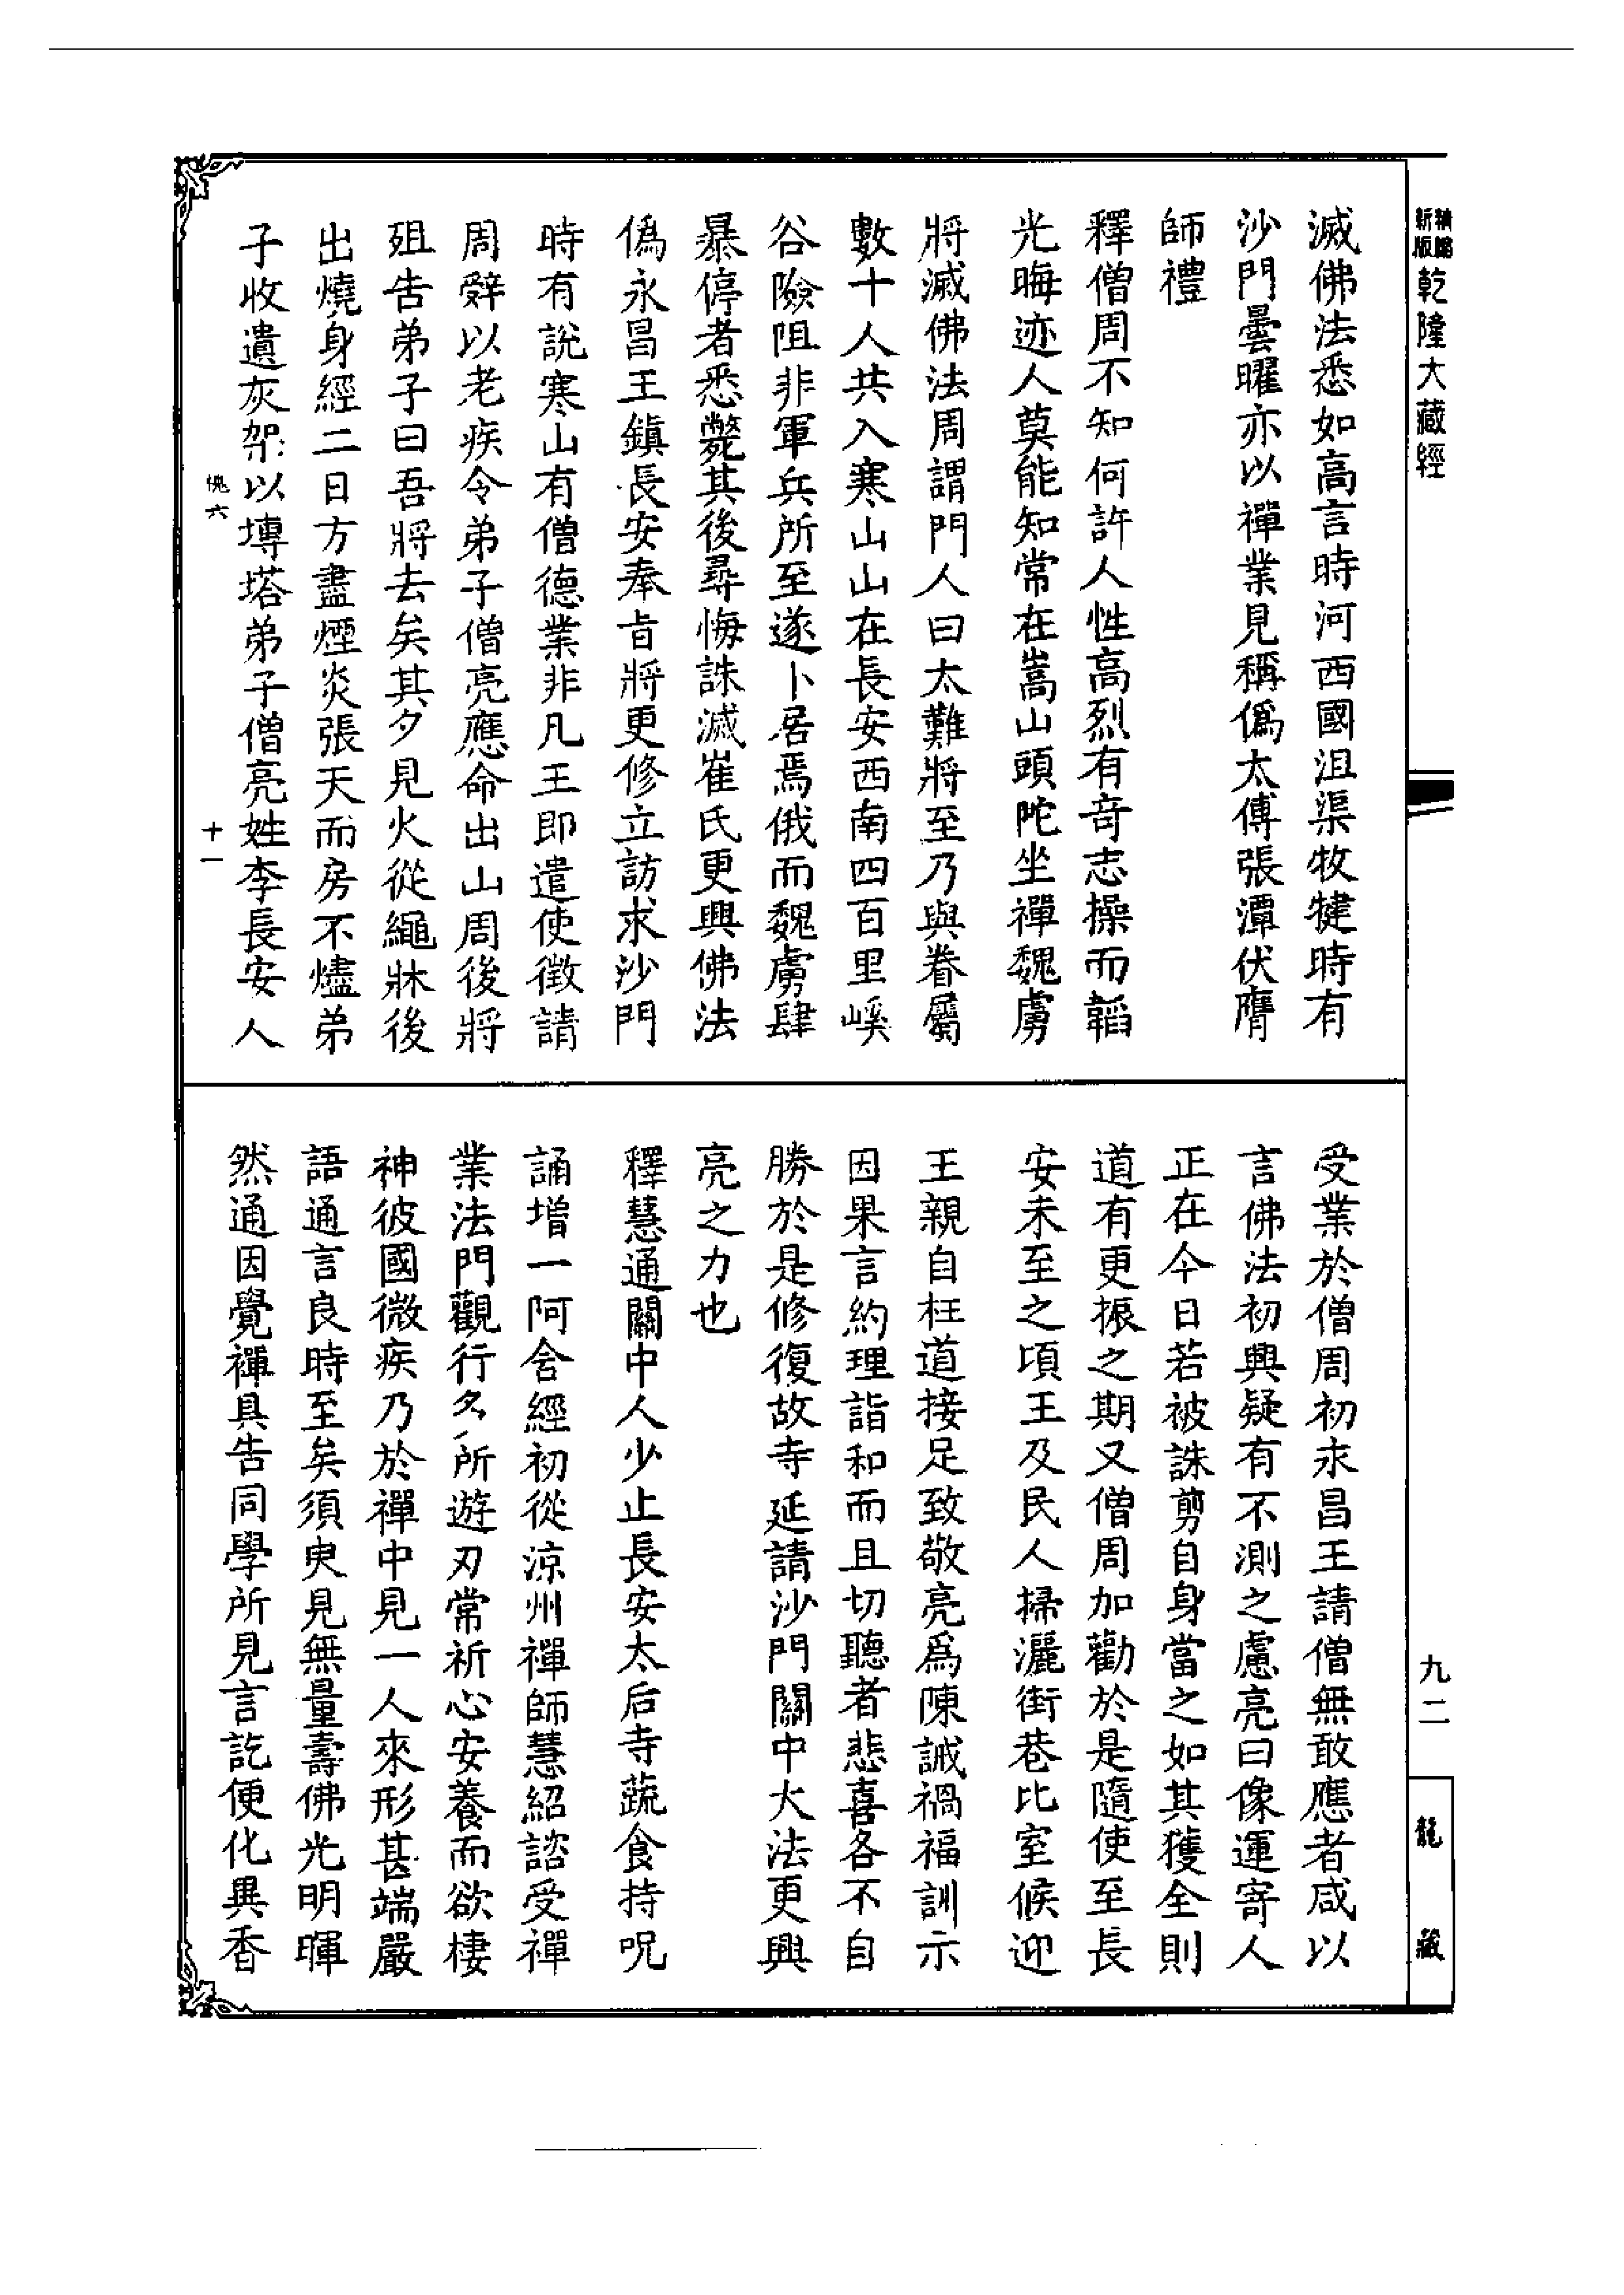 精縮新版乾隆大藏經
滅佛法悉如高言時河西國沮渠牧犍時有
沙門曇曜亦以禪業見稱偽太傅張潭伏膺
師禮
釋僧周不知何許人性高烈有奇志操而韜
光晦迹人莫能知常在嵩山頭陀坐禪魏虜
將滅佛法周謂門人曰太難將至乃與眷屬
數十人共入寒山山在長安西南四百里嵠
谷險阻非軍兵所至遂卜居焉俄而魏虜肆
暴停者悉斃其後尋悔誅滅崔氏更興佛法
偽永昌王鎮長安奉旨將更修立訪求沙門
時有說寒山有僧德業非凡王即遣使徵請
周辭以老疾令弟子僧亮應命出山周後將
殂告弟子曰吾將去矣其夕見火從繩牀後
出燒身經二日方盡煙炎張天而房不燼弟
子收遺灰架以塼塔弟子僧亮姓李長安人
愧六
十一
受業於僧周初永昌王請僧無敢應者咸以
言佛法初興疑有不測之慮亮曰像運寄人
正在今日若被誅剪自身當之如其獲全則
道有更振之期又僧周加勸於是隨使至長
安未至之頃王及民人掃灑街巷比室候迎
王親自枉道接足致敬亮為陳誠禍福訓示
因果言約理詣和而且切聽者悲喜各不自
勝於是修復故寺延請沙門關中大法更興
亮之力也
釋慧通關中人少止長安太后寺蔬食持呪
誦增一阿含經初從涼州禪師慧紹諮受禪
業法門觀行多所遊刃常祈心安養而欲棲
神彼國微疾乃於禪中見一人來形甚端嚴
語通言良時至矣須臾見無量壽佛光明暉
然通因覺禪具告同學所見言訖便化異香
九二
龍藏